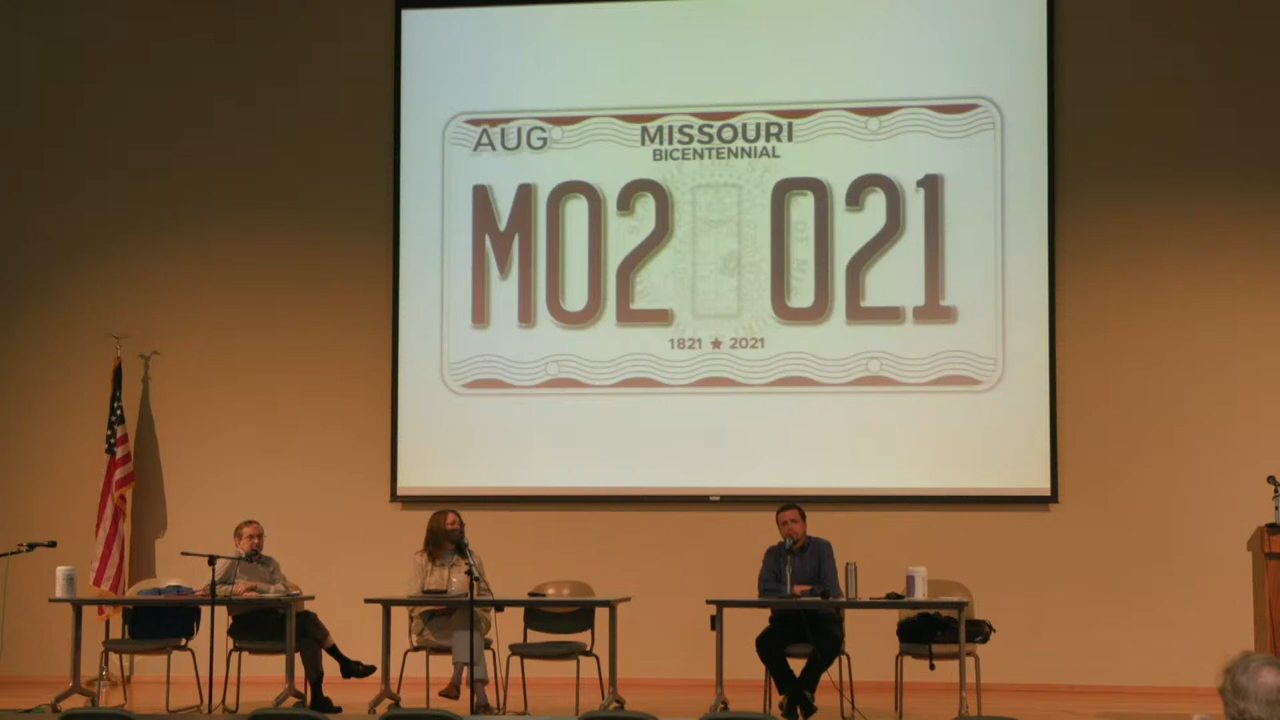 AUG
MISSOURI
BICENTENNIAL
MO2 021
1821 ★ 2021